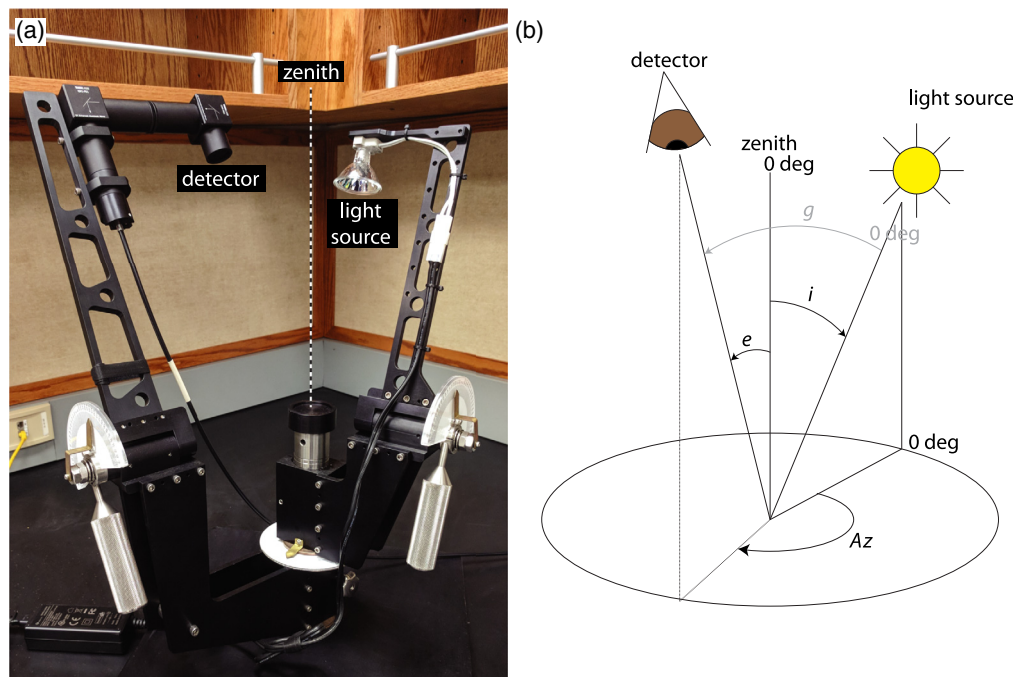 (a)
zenith
detector
light
source
(b)
detector
light source
zenith
0 deg
g
0 deg
i
e
0 deg
Az